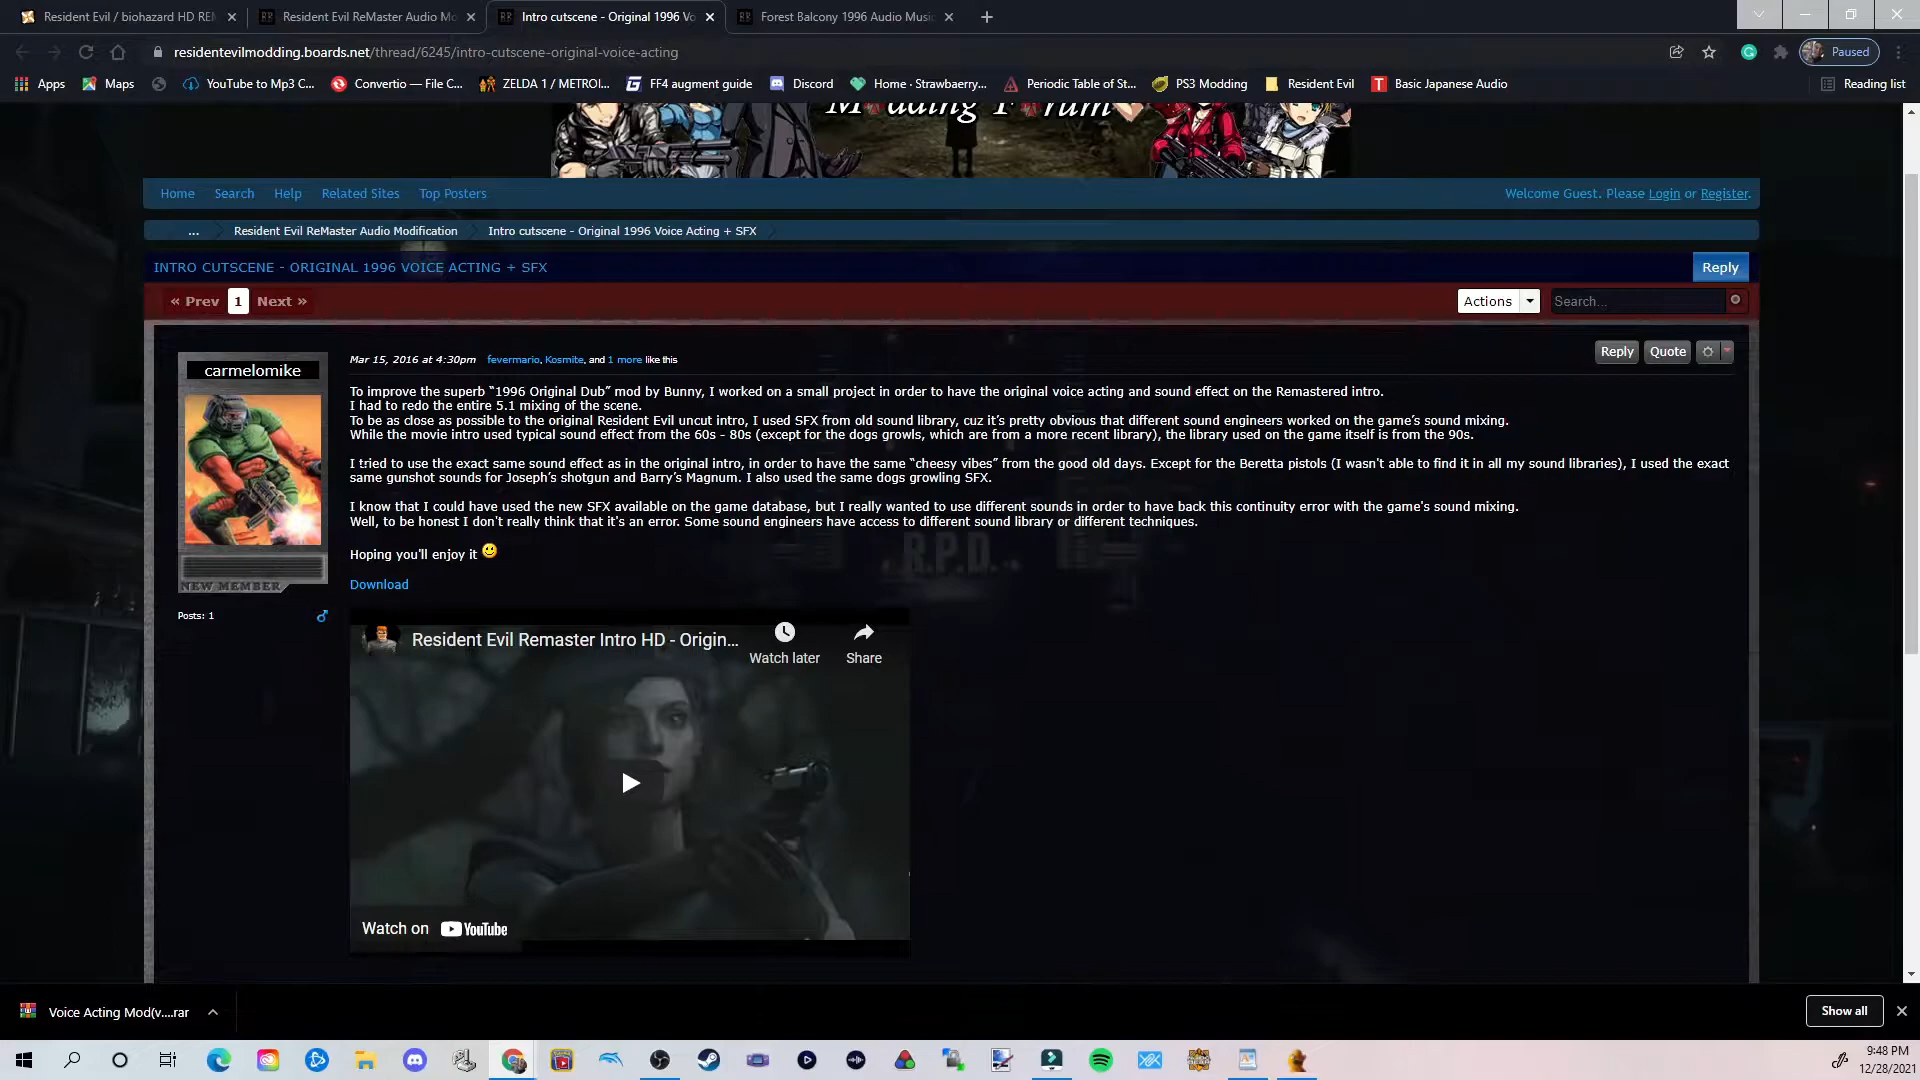 Resident Evil / biohazard HD REM
Resident Evil ReMaster Audio Mo
Intro cutscene - Original 1996 Vo
Forest Balcony 1996 Audio Music
residentevilmodding.boards.net/thread/6245/intro-cutscene-original-voice-acting
Paused
Apps
Maps
YouTube to Mp3 C...
Convertio — File C...
ZELDA 1 / METROI...
FF4 augment guide
Discord
Home - Strawbaerry...
Periodic Table of St...
PS3 Modding
Resident Evil
Basic Japanese Audio
Reading list
Modding Forum
Home Search Help Related Sites Top Posters
Welcome Guest. Please Login or Register.
... Resident Evil ReMaster Audio Modification Intro cutscene - Original 1996 Voice Acting + SFX
INTRO CUTSCENE - ORIGINAL 1996 VOICE ACTING + SFX
Reply
« Prev 1 Next »
Actions
Search...
carmelomike
Mar 15, 2016 at 4:30pm fevermario, Kosmite, and 1 more like this
Reply Quote
To improve the superb “1996 Original Dub” mod by Bunny, I worked on a small project in order to have the original voice acting and sound effect on the Remastered intro.
I had to redo the entire 5.1 mixing of the scene.
To be as close as possible to the original Resident Evil uncut intro, I used SFX from old sound library, cuz it’s pretty obvious that different sound engineers worked on the game’s sound mixing.
While the movie intro used typical sound effect from the 60s - 80s (except for the dogs growls, which are from a more recent library), the library used on the game itself is from the 90s.
I tried to use the exact same sound effect as in the original intro, in order to have the same “cheesy vibes” from the good old days. Except for the Beretta pistols (I wasn't able to find it in all my sound libraries), I used the exact
same gunshot sounds for Joseph’s shotgun and Barry’s Magnum. I also used the same dogs growling SFX.
I know that I could have used the new SFX available on the game database, but I really wanted to use different sounds in order to have back this continuity error with the game's sound mixing.
Well, to be honest I don't really think that it's an error. Some sound engineers have access to different sound library or different techniques.
Hoping you’ll enjoy it
Download
NEW MEMBER
Posts: 1
R.P.D.
Resident Evil Remaster Intro HD - Origin...
Watch later
Share
Watch on YouTube
Voice Acting Mod(v....rar
Show all
9:48 PM
12/28/2021